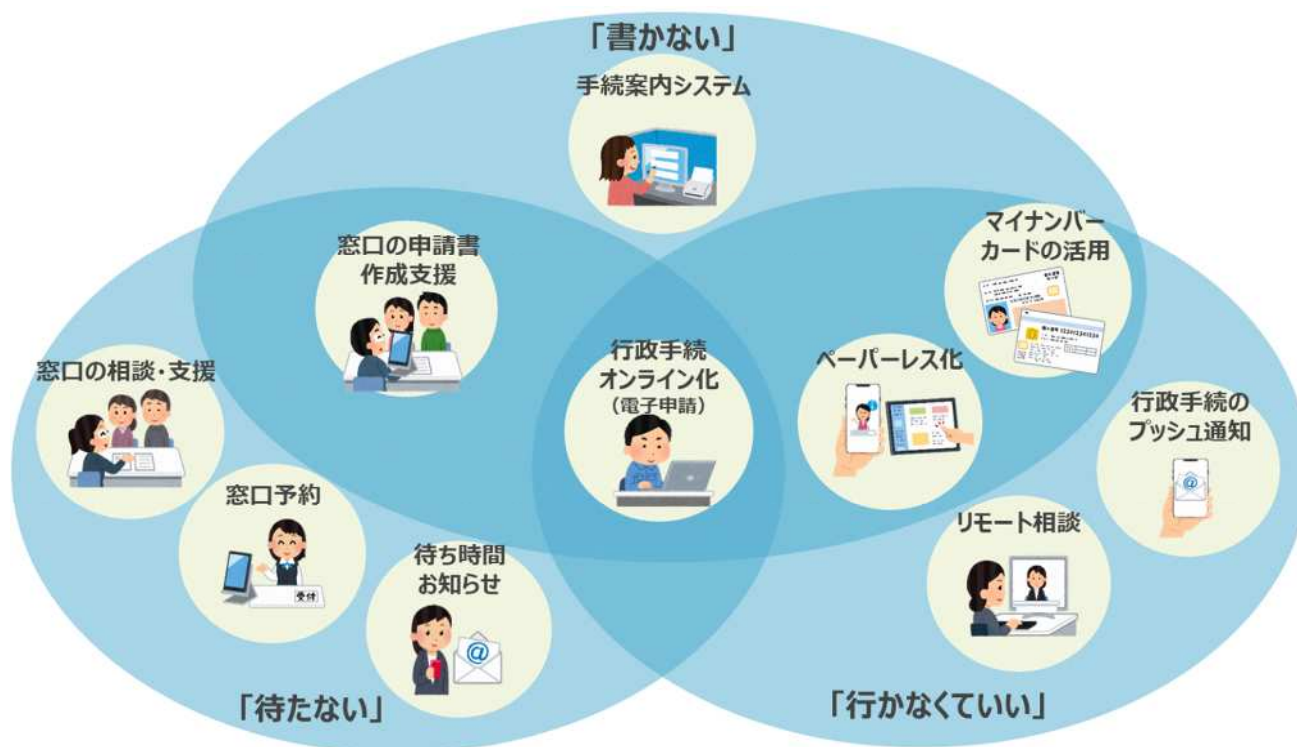 「書かない」
手続案内システム
窓口の申請書
作成支援
マイナンバー
カードの活用
窓口の相談・支援
行政手続
オンライン化
（電子申請）
ペーパーレス化
行政手続の
プッシュ通知
窓口予約
受付
待ち時間
お知らせ
@
@
リモート相談
「待たない」
「行かなくていい」